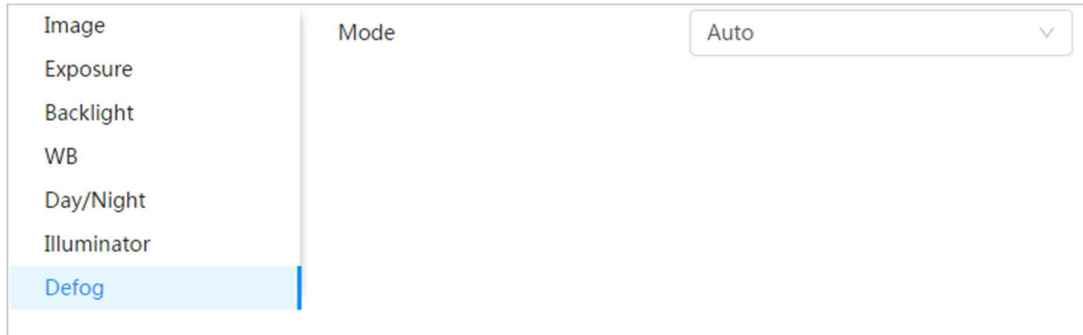 Image
Mode
Auto
Exposure
Backlight
WB
Day/Night
Illuminator
Defog